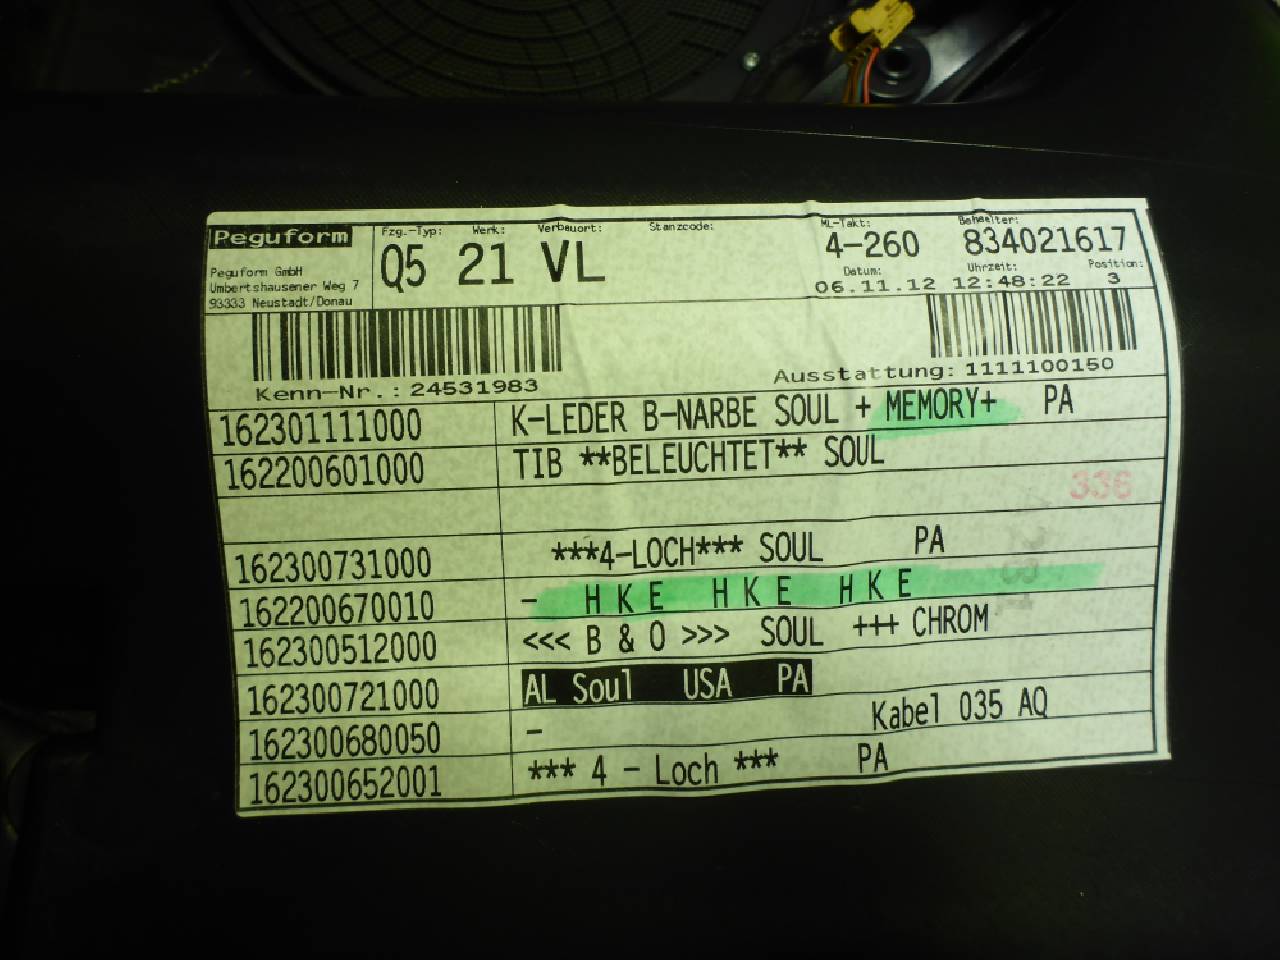 Peguform
Peguform GmbH
Umbertshausener Weg 7
93333 Neustadt/Donau
Fzg.-Typ: Werk: Verbauort: Stanzcode:
Q5 21 VL
ML-Takt: Behaelter:
4-260 834021617
Datum: Uhrzeit: Position:
06.11.12 12:48:22 3
Kenn-Nr.: 24531983
Ausstattung: 1111100150
162301111000 K-LEDER B-NARBE SOUL + MEMORY+ PA
162200601000 TIB **BELEUCHTET** SOUL
336
162300731000 ***4-LOCH*** SOUL PA
162200670010 - HKE HKE HKE
162300512000 <<< B & O >>> SOUL +++ CHROM
162300721000 AL Soul USA PA
162300680050 - Kabel 035 AQ
162300652001 *** 4 - Loch *** PA